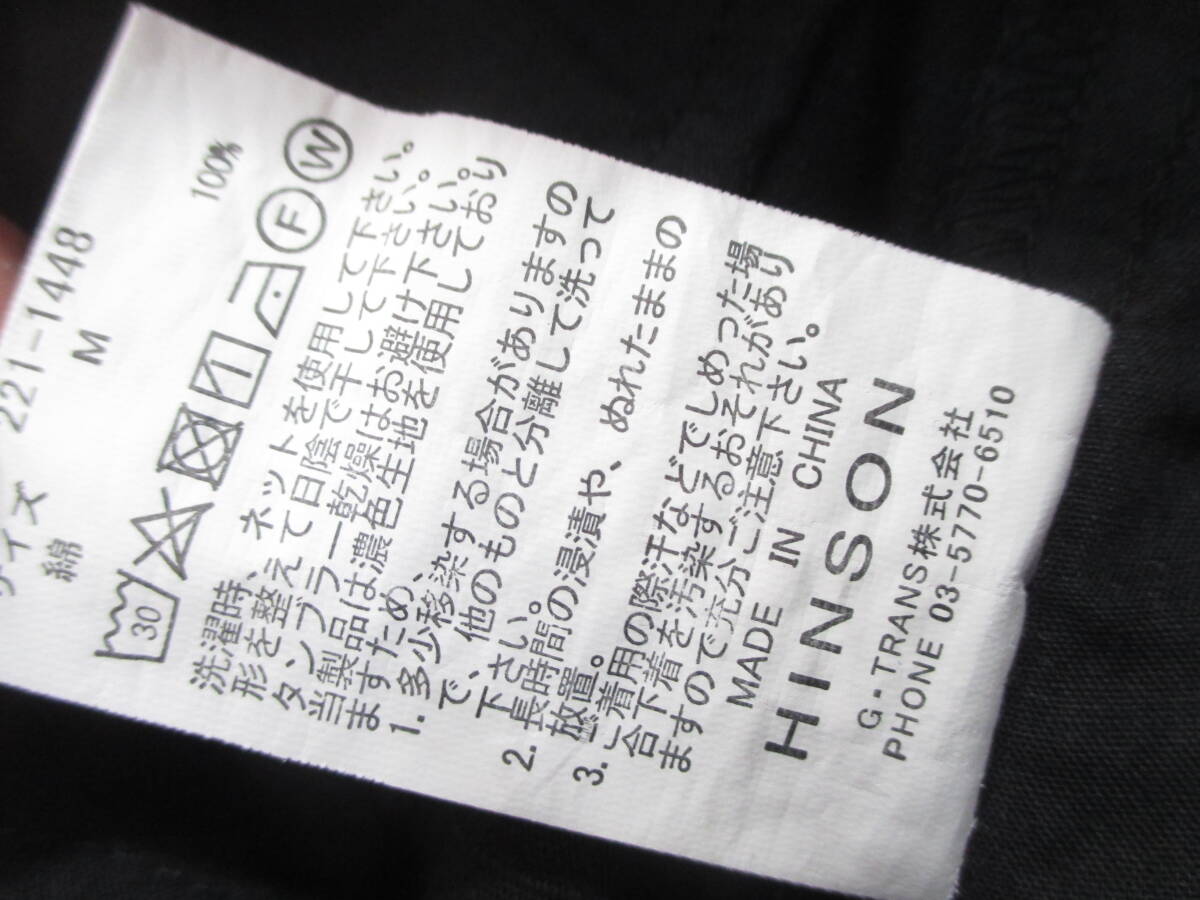 221-1448
サイズ M
綿 100%
30 F W
洗濯時、ネットを使用して下さい。
形を整えて日陰で干して下さい。
タンブラー乾燥はお避け下さい。
当製品は濃色生地を使用しており
ますため、
1. 多少移染する場合がありますの
で、他のものと分離して洗って
下さい。
2. 長時間の浸漬や、ぬれたままの
放置。
3. ご着用の際汗などでしめった場
合下着を汚染するおそれがあり
ますので充分ご注意下さい。
MADE IN CHINA
HINSON
G・TRANS株式会社
PHONE 03-5770-6510